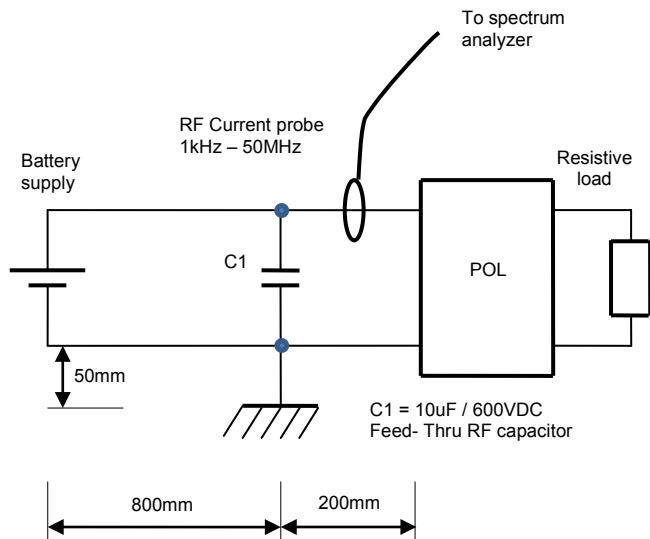 To spectrum
analyzer
RF Current probe
1kHz – 50MHz
Battery
supply
Resistive
load
C1
POL
50mm
C1 = 10uF / 600VDC
Feed- Thru RF capacitor
800mm
200mm